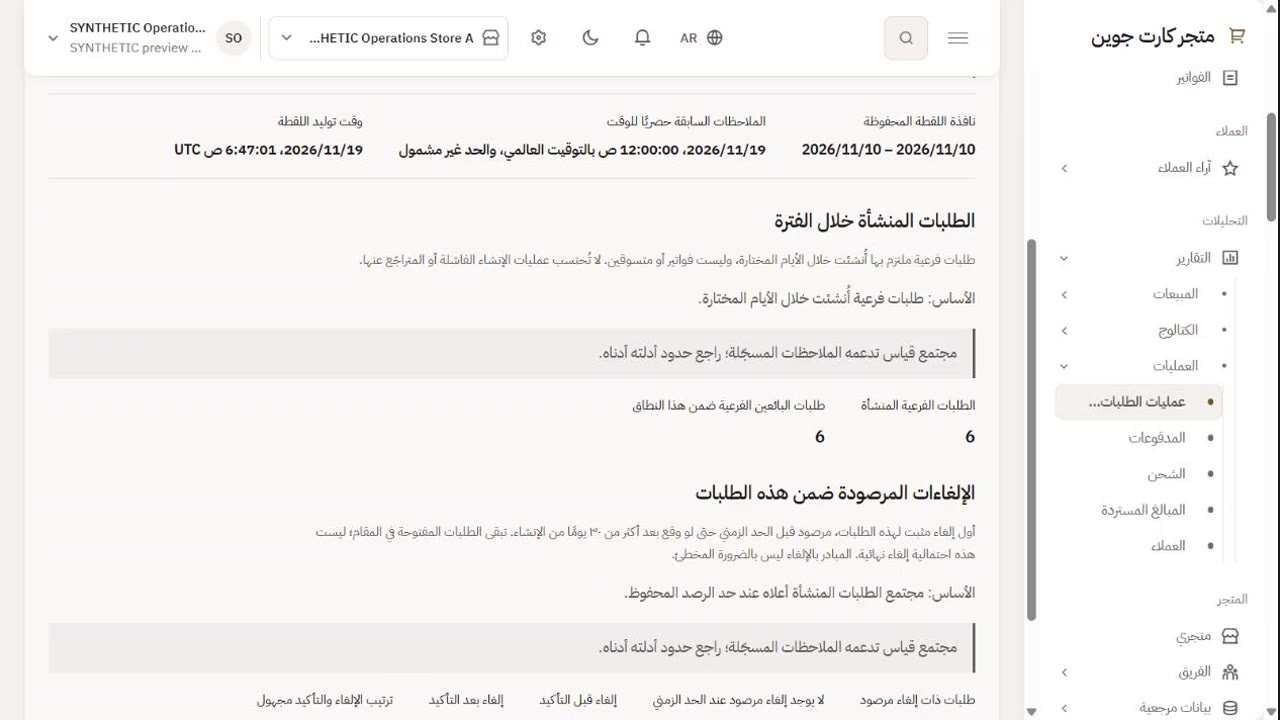 متجر كارت جوين
الفواتير
العملاء
آراء العملاء
التحليلات
التقارير
المبيعات
الكتالوج
العمليات
عمليات الطلبات...
المدفوعات
الشحن
المبالغ المستردة
العملاء
المتجر
متجري
الفريق
بيانات مرجعية
AR
...HETIC Operations Store A
SO
SYNTHETIC Operatio...
SYNTHETIC preview ...
نافذة اللقطة المحفوظة
2026/11/10 – 2026/11/10
الملاحظات السابقة حصريًا للوقت
2026/11/19، 12:00:00 ص بالتوقيت العالمي، والحد غير مشمول
وقت توليد اللقطة
2026/11/19، 6:47:01 ص UTC
الطلبات المنشأة خلال الفترة
طلبات فرعية ملتزم بها أُنشئت خلال الأيام المختارة، وليست فواتير أو متسوقين. لا تُحتسب عمليات الإنشاء الفاشلة أو المتراجَع عنها.
الأساس: طلبات فرعية أُنشئت خلال الأيام المختارة.
مجتمع قياس تدعمه الملاحظات المسجّلة؛ راجع حدود أدلته أدناه.
الطلبات الفرعية المنشأة
6
طلبات البائعين الفرعية ضمن هذا النطاق
6
الإلغاءات المرصودة ضمن هذه الطلبات
أول إلغاء مثبت لهذه الطلبات، مرصود قبل الحد الزمني حتى لو وقع بعد أكثر من ٣٠ يومًا من الإنشاء. تبقى الطلبات المفتوحة في المقام؛ ليست
هذه احتمالية إلغاء نهائية. المبادر بالإلغاء ليس بالضرورة المخطئ.
الأساس: مجتمع الطلبات المنشأة أعلاه عند حد الرصد المحفوظ.
مجتمع قياس تدعمه الملاحظات المسجّلة؛ راجع حدود أدلته أدناه.
طلبات ذات إلغاء مرصود
لا يوجد إلغاء مرصود عند الحد الزمني
إلغاء قبل التأكيد
إلغاء بعد التأكيد
ترتيب الإلغاء والتأكيد مجهول